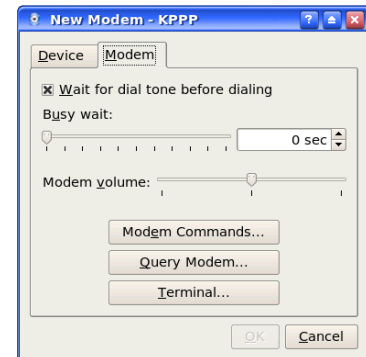 New Modem - KPPP
Device Modem
Wait for dial tone before dialing
Busy wait:
0 sec
Modem volume:
Modem Commands...
Query Modem...
Terminal...
OK Cancel